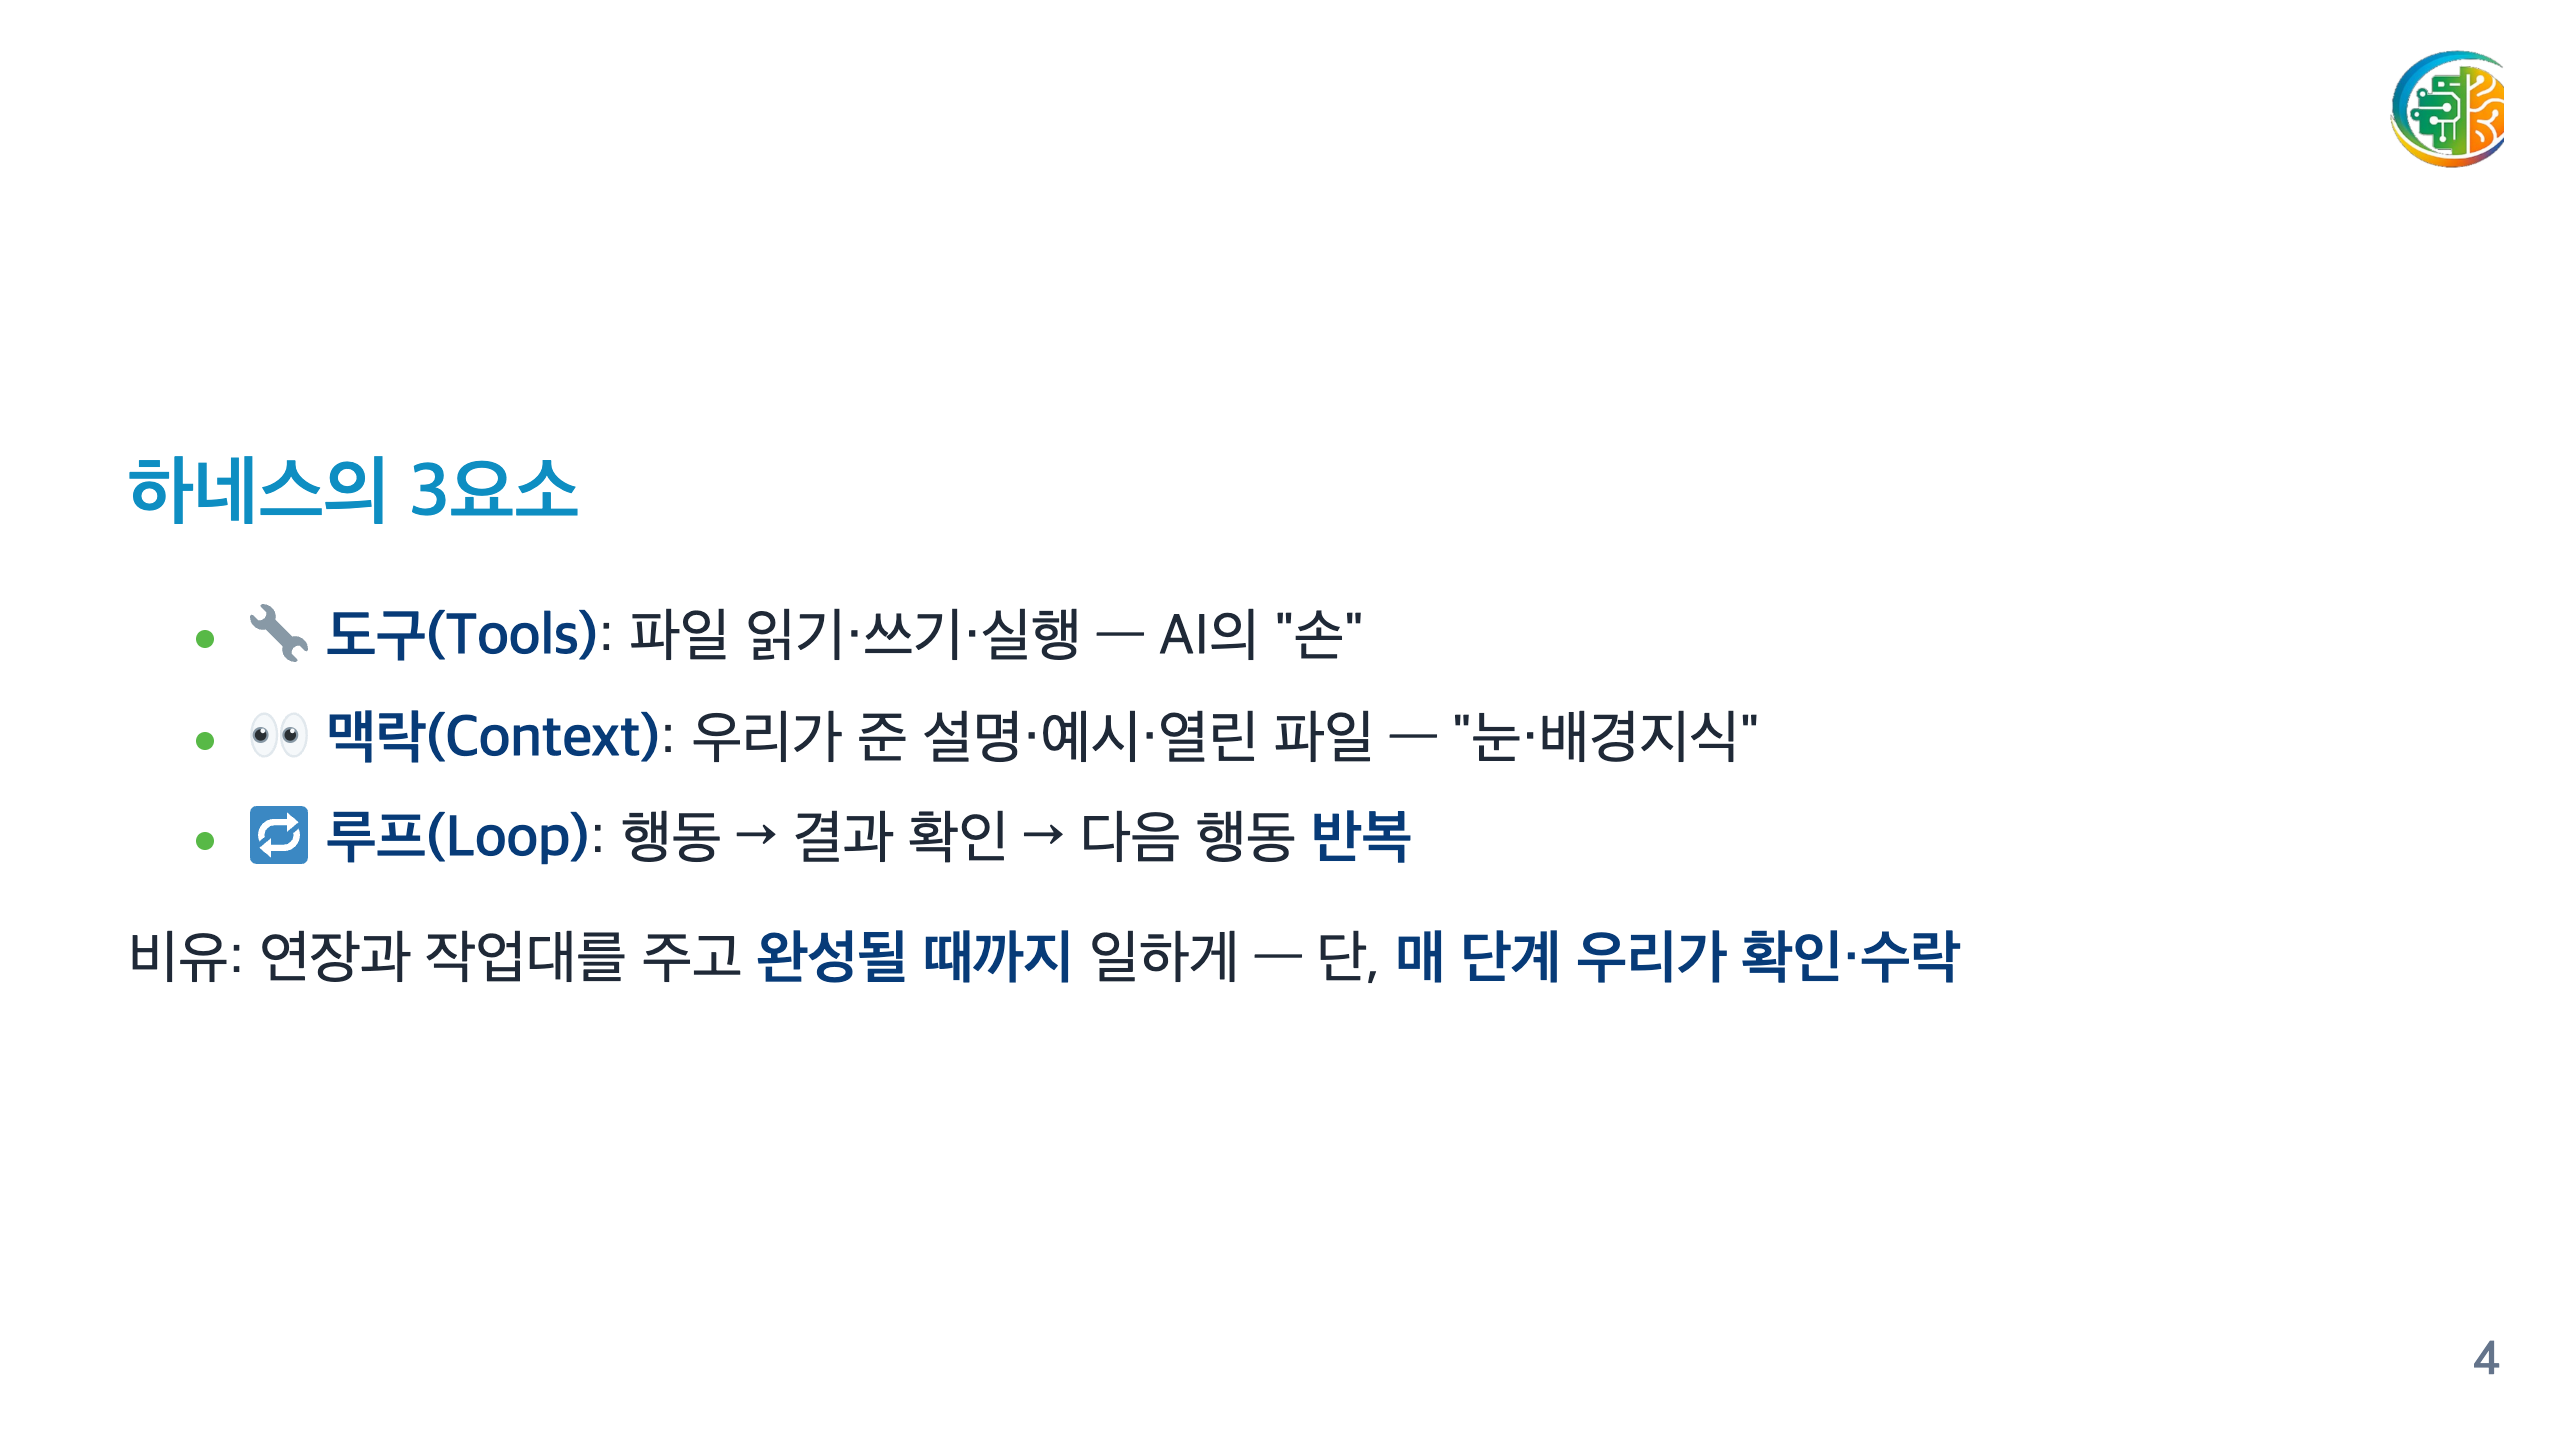 하네스의 3요소
• 🔧 도구(Tools): 파일 읽기·쓰기·실행 — AI의 "손"
• 👀 맥락(Context): 우리가 준 설명·예시·열린 파일 — "눈·배경지식"
• 🔁 루프(Loop): 행동 → 결과 확인 → 다음 행동 반복
비유: 연장과 작업대를 주고 완성될 때까지 일하게 — 단, 매 단계 우리가 확인·수락
4